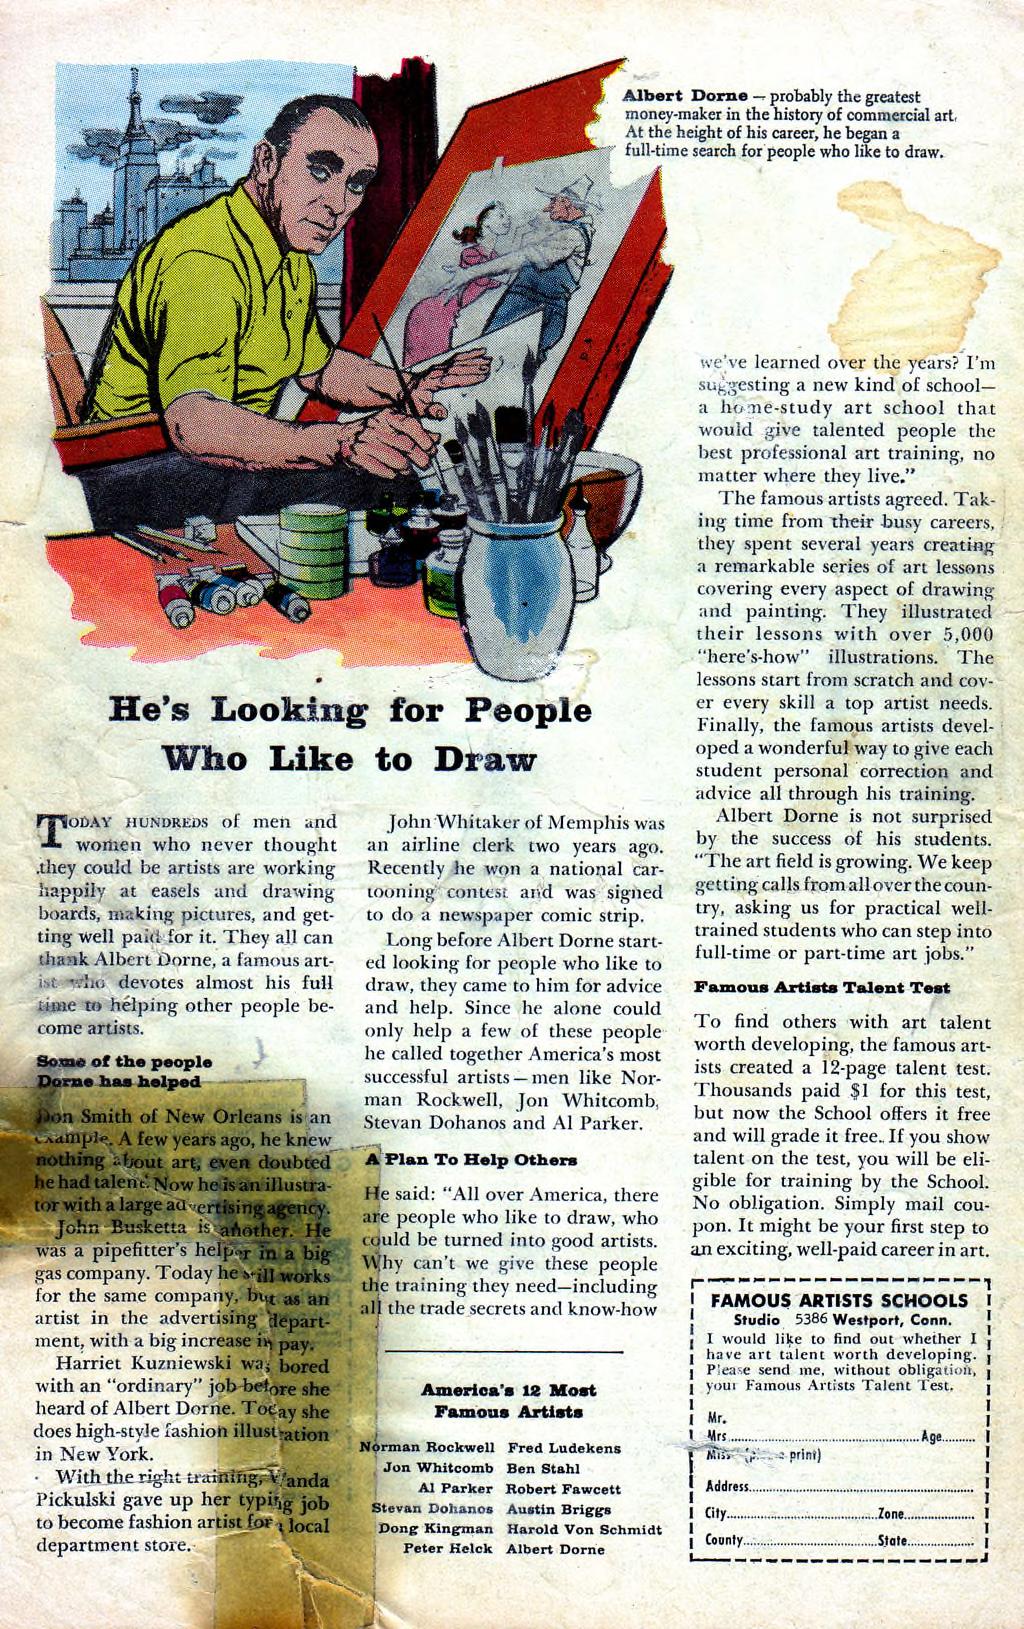 Albert Dorne — probably the greatest
money-maker in the history of commercial art.
At the height of his career, he began a
full-time search for people who like to draw.
He's Looking for People
Who Like to Draw
TODAY HUNDREDS of men and
women who never thought
they could be artists are working
happily at easels and drawing
boards, making pictures, and get-
ting well paid for it. They all can
thank Albert Dorne, a famous art-
ist who devotes almost his full
time to helping other people be-
come artists.
Some of the people
Dorne has helped
Don Smith of New Orleans is an
example. A few years ago, he knew
nothing about art, even doubted
he had talent. Now he is an illustra-
tor with a large advertising agency.
John Busketta is another. He
was a pipefitter's helper in a big
gas company. Today he still works
for the same company, but as an
artist in the advertising depart-
ment, with a big increase in pay.
Harriet Kuzniewski was bored
with an "ordinary" job before she
heard of Albert Dorne. Today she
does high-style fashion illustration
in New York.
With the right training, Wanda
Pickulski gave up her typing job
to become fashion artist for a local
department store.
John Whitaker of Memphis was
an airline clerk two years ago.
Recently he won a national car-
tooning contest and was signed
to do a newspaper comic strip.
Long before Albert Dorne start-
ed looking for people who like to
draw, they came to him for advice
and help. Since he alone could
only help a few of these people
he called together America's most
successful artists—men like Nor-
man Rockwell, Jon Whitcomb,
Stevan Dohanos and Al Parker.
A Plan To Help Others
He said: "All over America, there
are people who like to draw, who
could be turned into good artists.
Why can't we give these people
the training they need—including
all the trade secrets and know-how
we've learned over the years? I'm
suggesting a new kind of school—
a home-study art school that
would give talented people the
best professional art training, no
matter where they live."
The famous artists agreed. Tak-
ing time from their busy careers,
they spent several years creating
a remarkable series of art lessons
covering every aspect of drawing
and painting. They illustrated
their lessons with over 5,000
"here's-how" illustrations. The
lessons start from scratch and cov-
er every skill a top artist needs.
Finally, the famous artists devel-
oped a wonderful way to give each
student personal correction and
advice all through his training.
Albert Dorne is not surprised
by the success of his students.
"The art field is growing. We keep
getting calls from all over the coun-
try, asking us for practical well-
trained students who can step into
full-time or part-time art jobs."
Famous Artists Talent Test
To find others with art talent
worth developing, the famous art-
ists created a 12-page talent test.
Thousands paid $1 for this test,
but now the School offers it free
and will grade it free. If you show
talent on the test, you will be eli-
gible for training by the School.
No obligation. Simply mail cou-
pon. It might be your first step to
an exciting, well-paid career in art.
America's 12 Most
Famous Artists
Norman Rockwell Fred Ludekens
Jon Whitcomb Ben Stahl
Al Parker Robert Fawcett
Stevan Dohanos Austin Briggs
Dong Kingman Harold Von Schmidt
Peter Helck Albert Dorne
FAMOUS ARTISTS SCHOOLS
Studio 5386 Westport, Conn.
I would like to find out whether I
have art talent worth developing.
Please send me, without obligation,
your Famous Artists Talent Test.
Mr.
Mrs. Age
Miss (please print)
Address
City Zone
County State